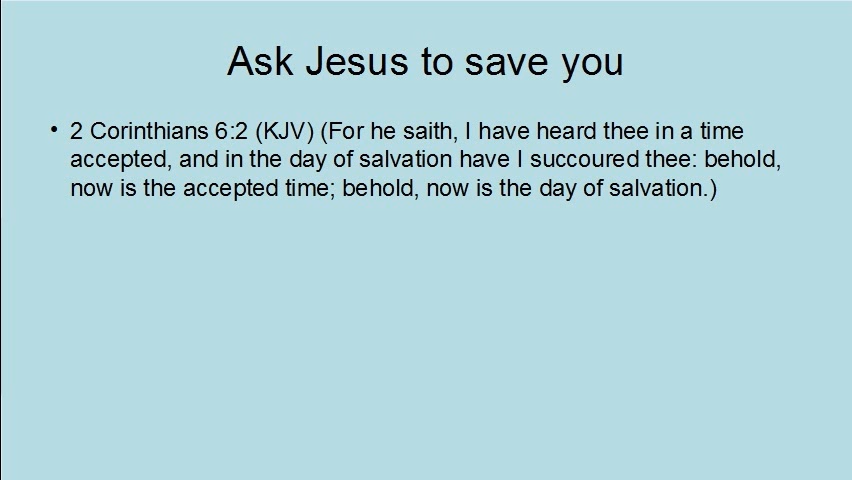 Ask Jesus to save you
• 2 Corinthians 6:2 (KJV) (For he saith, I have heard thee in a time
accepted, and in the day of salvation have I succoured thee: behold,
now is the accepted time; behold, now is the day of salvation.)